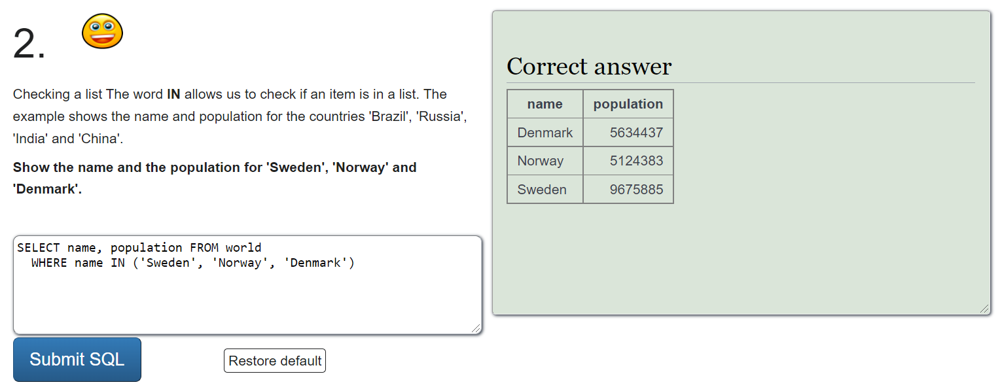 2.
Checking a list The word IN allows us to check if an item is in a list. The
example shows the name and population for the countries 'Brazil', 'Russia',
'India' and 'China'.
Show the name and the population for 'Sweden', 'Norway' and
'Denmark'.
SELECT name, population FROM world
  WHERE name IN ('Sweden', 'Norway', 'Denmark')
Submit SQL
Restore default
Correct answer
name population
Denmark 5634437
Norway 5124383
Sweden 9675885